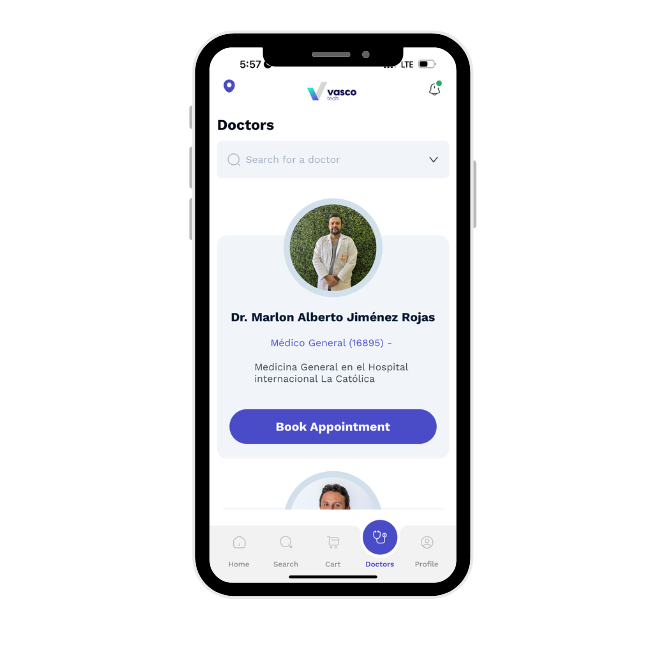 5:57
LTE
vasco
tech
Doctors
Search for a doctor
Dr. Marlon Alberto Jiménez Rojas
Médico General (16895) -
Medicina General en el Hospital
internacional La Católica
Book Appointment
Home
Search
Cart
Doctors
Profile